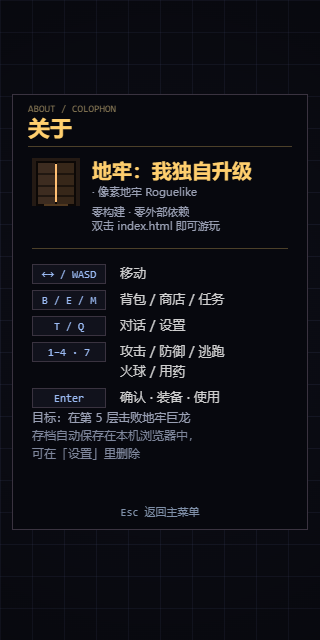 ABOUT / COLOPHON
关于
地牢：我独自升级
· 像素地牢 Roguelike
零构建 · 零外部依赖
双击 index.html 即可游玩
↔ / WASD 移动
B / E / M 背包 / 商店 / 任务
T / Q 对话 / 设置
1-4 · 7 攻击 / 防御 / 逃跑
火球 / 用药
Enter 确认 · 装备 · 使用
目标：在第 5 层击败地牢巨龙
存档自动保存在本机浏览器中，
可在「设置」里删除
Esc 返回主菜单